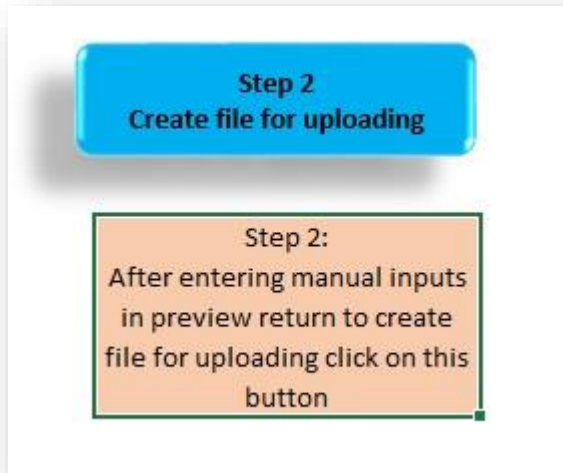 Step 2
Create file for uploading
Step 2:
After entering manual inputs
in preview return to create
file for uploading click on this
button